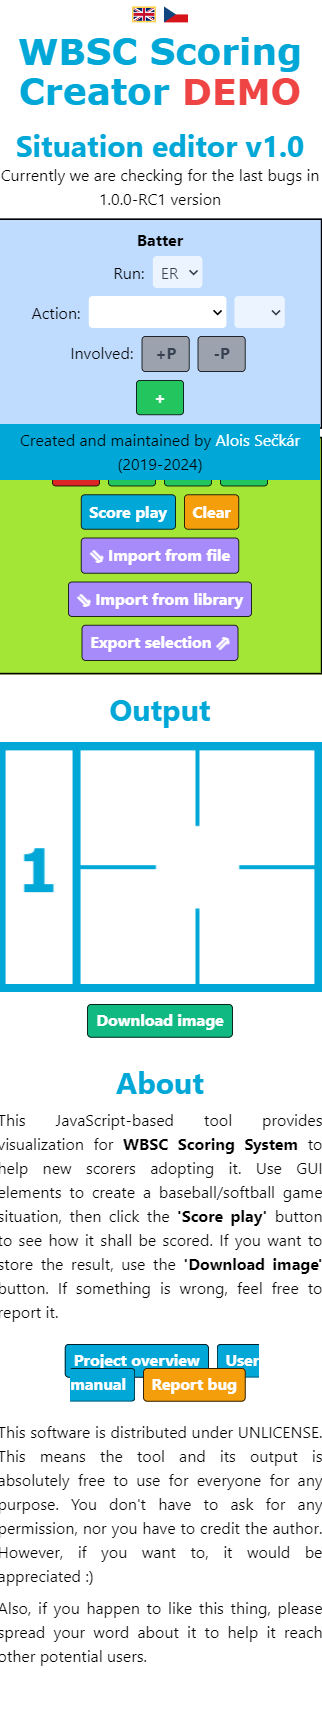 WBSC Scoring
Creator DEMO
Situation editor v1.0
Currently we are checking for the last bugs in
1.0.0-RC1 version
Batter
Run: ER
Action:
Involved: +P -P
+
Created and maintained by Alois Sečkár
(2019-2024)
Score play Clear
⇘ Import from file
⇘ Import from library
Export selection ⇗
Output
1
Download image
About
This JavaScript-based tool provides
visualization for WBSC Scoring System to
help new scorers adopting it. Use GUI
elements to create a baseball/softball game
situation, then click the 'Score play' button
to see how it shall be scored. If you want to
store the result, use the 'Download image'
button. If something is wrong, feel free to
report it.
Project overview User
manual Report bug
This software is distributed under UNLICENSE.
This means the tool and its output is
absolutely free to use for everyone for any
purpose. You don't have to ask for any
permission, nor you have to credit the author.
However, if you want to, it would be
appreciated :)
Also, if you happen to like this thing, please
spread your word about it to help it reach
other potential users.